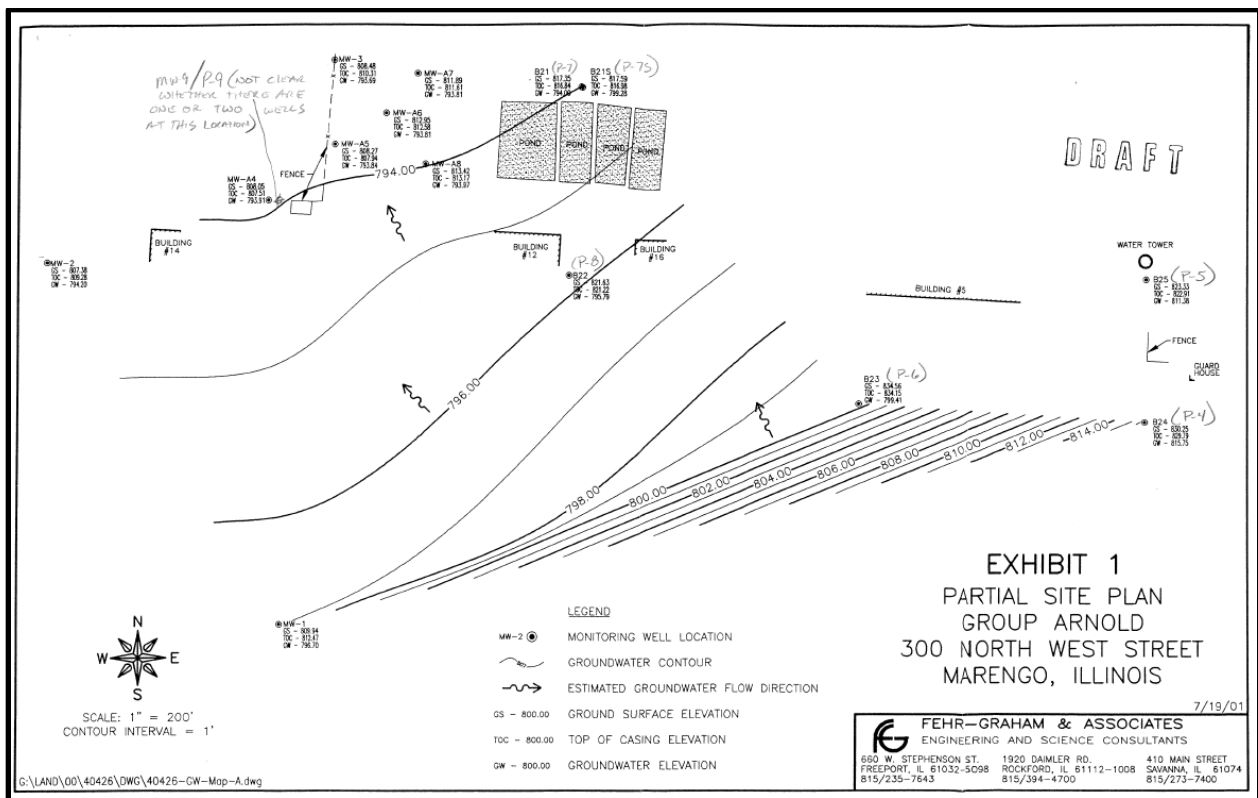 MW-9/P-9 (NOT CLEAR
WHETHER THERE ARE
ONE OR TWO WELLS
AT THIS LOCATION)
MW-3
GS - 808.48
TOC - 810.31
GW - 793.69
MW-A7
GS - 811.89
TOC - 811.61
GW - 793.81
B21 (P-7)
GS - 817.35
TOC - 816.84
GW - 794.00
B21S (P-7S)
GS - 817.59
TOC - 816.98
GW - 799.28
MW-A6
GS - 812.95
TOC - 812.58
GW - 793.81
MW-A5
GS - 808.27
TOC - 807.94
GW - 793.84
MW-A8
GS - 813.42
TOC - 813.17
GW - 793.97
FENCE
794.00
MW-A4
GS - 808.05
TOC - 807.51
GW - 793.91
POND
POND
POND
POND
DRAFT
BUILDING
#14
BUILDING
#12
BUILDING
#16
MW-2
GS - 807.38
TOC - 809.28
GW - 794.20
(P-8)
B22
GS - 821.63
TOC - 821.22
GW - 795.79
WATER TOWER
B25 (P-5)
GS - 823.33
TOC - 822.91
GW - 811.38
BUILDING #5
FENCE
GUARD
HOUSE
B23 (P-6)
GS - 834.56
TOC - 834.15
GW - 799.41
B24 (P-4)
GS - 830.25
TOC - 829.79
GW - 815.75
796.00
798.00
800.00
802.00
804.00
806.00
808.00
810.00
812.00
814.00
MW-1
GS - 809.94
TOC - 812.47
GW - 796.70
N
W
E
S
SCALE: 1" = 200'
CONTOUR INTERVAL = 1'
LEGEND
MW-2 MONITORING WELL LOCATION
GROUNDWATER CONTOUR
ESTIMATED GROUNDWATER FLOW DIRECTION
GS - 800.00 GROUND SURFACE ELEVATION
TOC - 800.00 TOP OF CASING ELEVATION
GW - 800.00 GROUNDWATER ELEVATION
EXHIBIT 1
PARTIAL SITE PLAN
GROUP ARNOLD
300 NORTH WEST STREET
MARENGO, ILLINOIS
7/19/01
FEHR-GRAHAM & ASSOCIATES
ENGINEERING AND SCIENCE CONSULTANTS
660 W. STEPHENSON ST. 1920 DAIMLER RD. 410 MAIN STREET
FREEPORT, IL 61032-5098 ROCKFORD, IL 61112-1008 SAVANNA, IL 61074
815/235-7643 815/394-4700 815/273-7400
G:\LAND\00\40426\DWG\40426-GW-Map-A.dwg